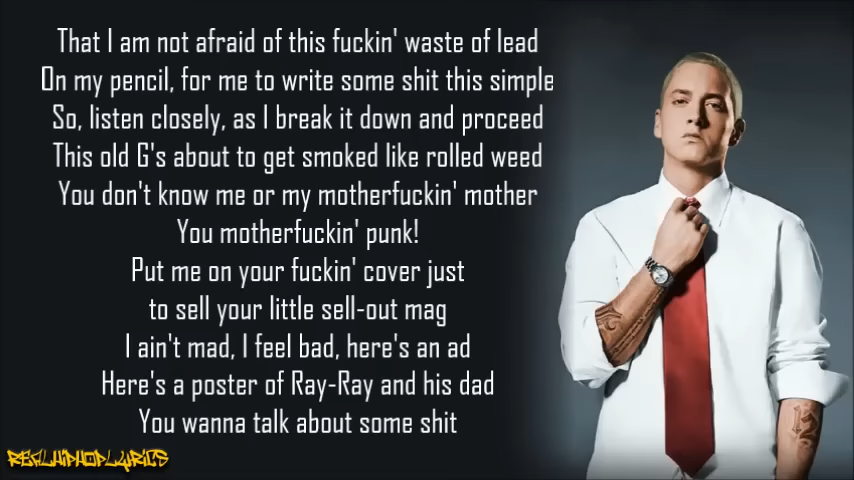 That I am not afraid of this fuckin' waste of lead
On my pencil, for me to write some shit this simple
So, listen closely, as I break it down and proceed
This old G's about to get smoked like rolled weed
You don't know me or my motherfuckin' mother
You motherfuckin' punk!
Put me on your fuckin' cover just
to sell your little sell-out mag
I ain't mad, I feel bad, here's an ad
Here's a poster of Ray-Ray and his dad
You wanna talk about some shit
REALHIPHOPLYRICS